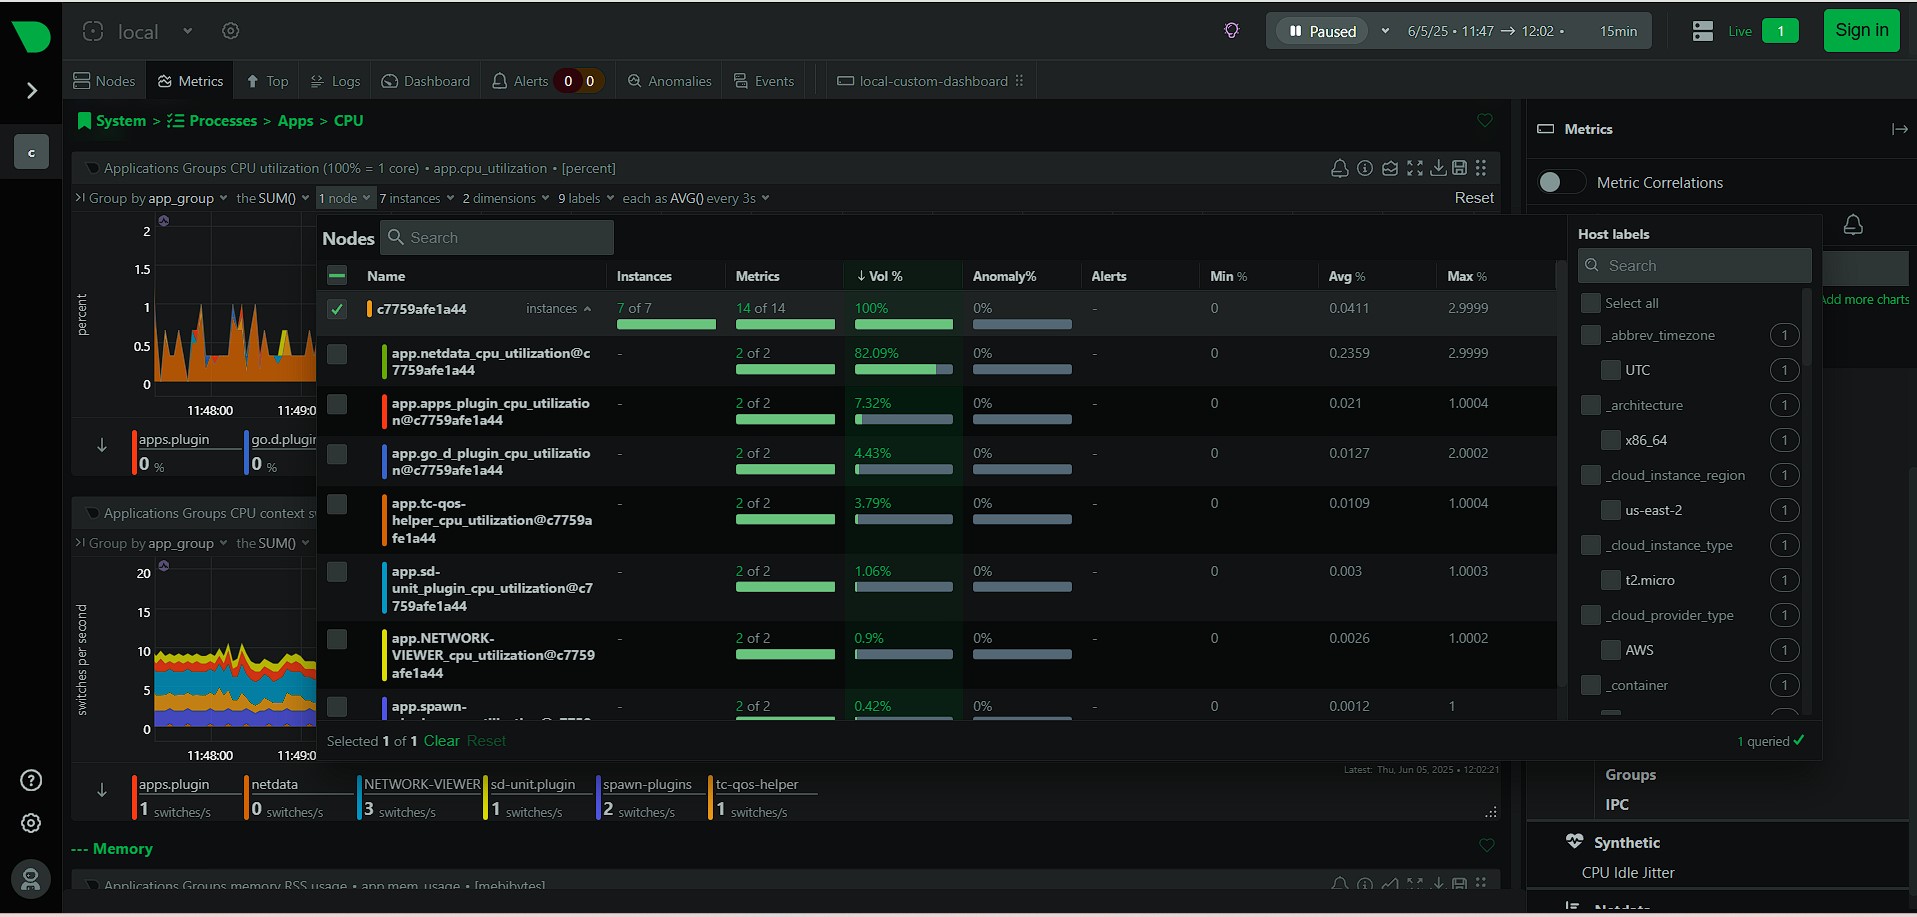 local
Paused
6/5/25 • 11:47 → 12:02 •
15min
Live
1
Sign in
Nodes
Metrics
Top
Logs
Dashboard
Alerts
0
0
Anomalies
Events
local-custom-dashboard
c
System > Processes > Apps > CPU
Applications Groups CPU utilization (100% = 1 core) • app.cpu_utilization • [percent]
Group by app_group the SUM() 1 node 7 instances 2 dimensions 9 labels each as AVG() every 3s
Reset
percent
2
1.5
1
0.5
0
11:48:00
11:49:0
apps.plugin
0 %
go.d.plugin
0 %
Applications Groups CPU context s
Group by app_group the SUM()
switches per second
20
15
10
5
0
11:48:00
11:49:0
Latest: Thu, Jun 05, 2025 • 12:02:21
apps.plugin
1 switches/s
netdata
0 switches/s
NETWORK-VIEWER
3 switches/s
sd-unit.plugin
1 switches/s
spawn-plugins
2 switches/s
tc-qos-helper
1 switches/s
--- Memory
Applications Groups memory RSS usage • app.mem_usage • [mebibytes]
Nodes
Search
Name
Instances
Metrics
↓ Vol %
Anomaly%
Alerts
Min %
Avg %
Max %
c7759afe1a44
instances
7 of 7
14 of 14
100%
0%
-
0
0.0411
2.9999
app.netdata_cpu_utilization@c
7759afe1a44
-
2 of 2
82.09%
0%
-
0
0.2359
2.9999
app.apps_plugin_cpu_utilizatio
n@c7759afe1a44
-
2 of 2
7.32%
0%
-
0
0.021
1.0004
app.go_d_plugin_cpu_utilizatio
n@c7759afe1a44
-
2 of 2
4.43%
0%
-
0
0.0127
2.0002
app.tc-qos-
helper_cpu_utilization@c7759a
fe1a44
-
2 of 2
3.79%
0%
-
0
0.0109
1.0004
app.sd-
unit_plugin_cpu_utilization@c7
759afe1a44
-
2 of 2
1.06%
0%
-
0
0.003
1.0003
app.NETWORK-
VIEWER_cpu_utilization@c7759
afe1a44
-
2 of 2
0.9%
0%
-
0
0.0026
1.0002
app.spawn-
-
2 of 2
0.42%
0%
-
0
0.0012
1
Selected 1 of 1 Clear Reset
1 queried
Host labels
Search
Select all
_abbrev_timezone
1
UTC
1
_architecture
1
x86_64
1
_cloud_instance_region
1
us-east-2
1
_cloud_instance_type
1
t2.micro
1
_cloud_provider_type
1
AWS
1
_container
1
Metrics
Metric Correlations
Add more charts
Groups
IPC
Synthetic
CPU Idle Jitter
Netdata